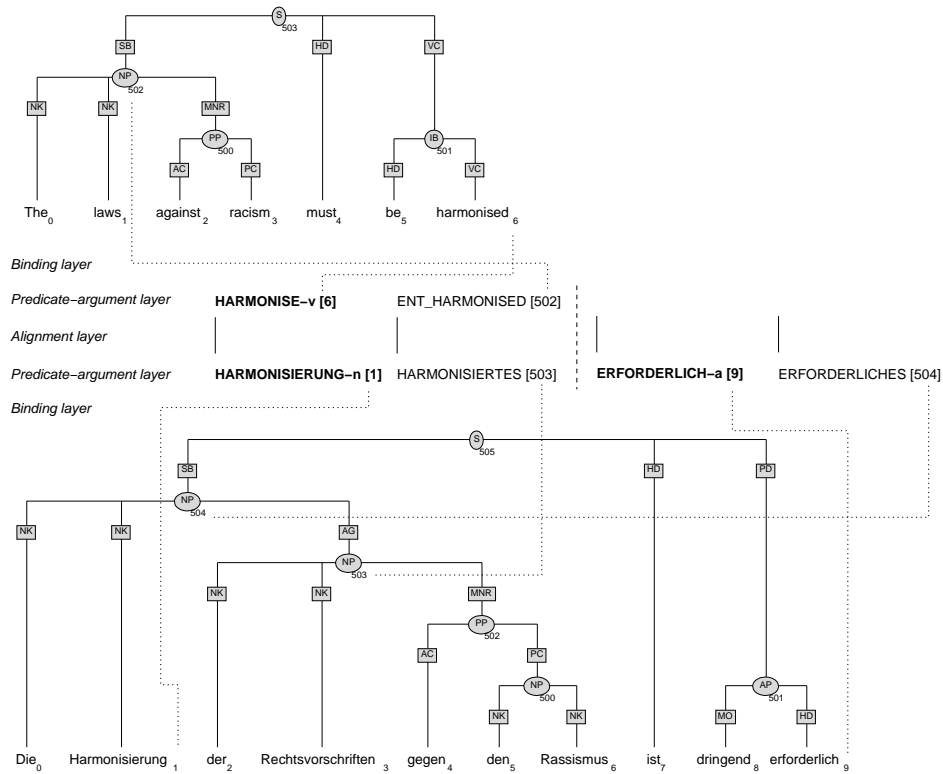 S
503
SB HD VC
NP
502
NK NK MNR
PP
500
IB
501
AC PC HD VC
The 0 laws 1 against 2 racism 3 must 4 be 5 harmonised 6
Binding layer
Predicate−argument layer HARMONISE−v [6] ENT_HARMONISED [502]
Alignment layer
Predicate−argument layer HARMONISIERUNG−n [1] HARMONISIERTES [503] ERFORDERLICH−a [9] ERFORDERLICHES [504]
Binding layer
S
505
SB HD PD
NP
504
NK NK AG
NP
503
NK NK MNR
PP
502
AC PC
NP
500
AP
501
NK NK MO HD
Die 0 Harmonisierung 1 der 2 Rechtsvorschriften 3 gegen 4 den 5 Rassismus 6 ist 7 dringend 8 erforderlich 9